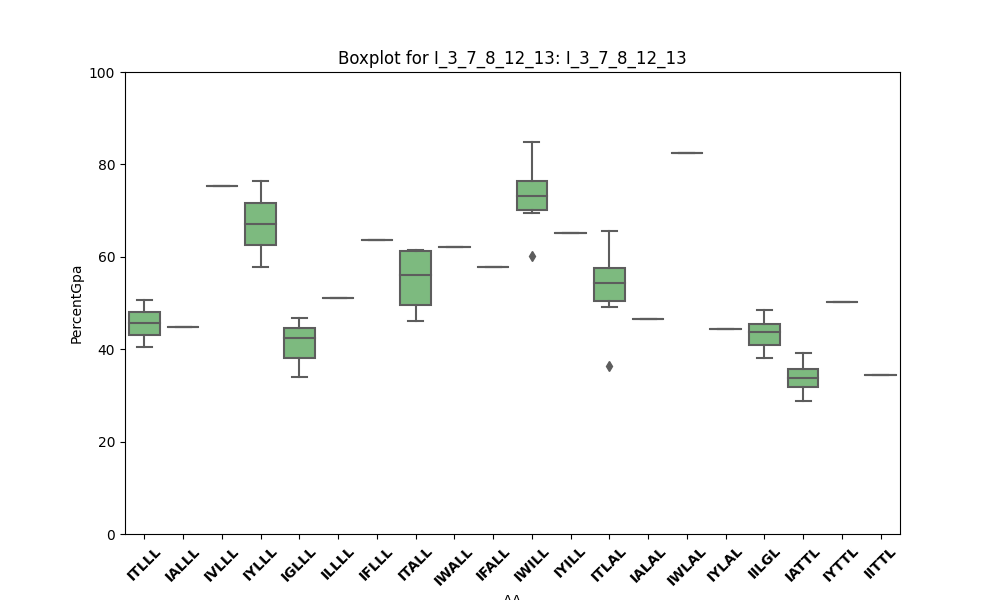 Boxplot for I_3_7_8_12_13: I_3_7_8_12_13
100
80
60
40
20
0
PercentGpa
ITLLL IALLL IVLLL IYLLL IGLLL ILLLL IFLLL ITALL IWALL IFALL IWILL IYILL ITLAL IALAL IWLAL IYLAL IILGL IATTL IYTTL IITTL
AA